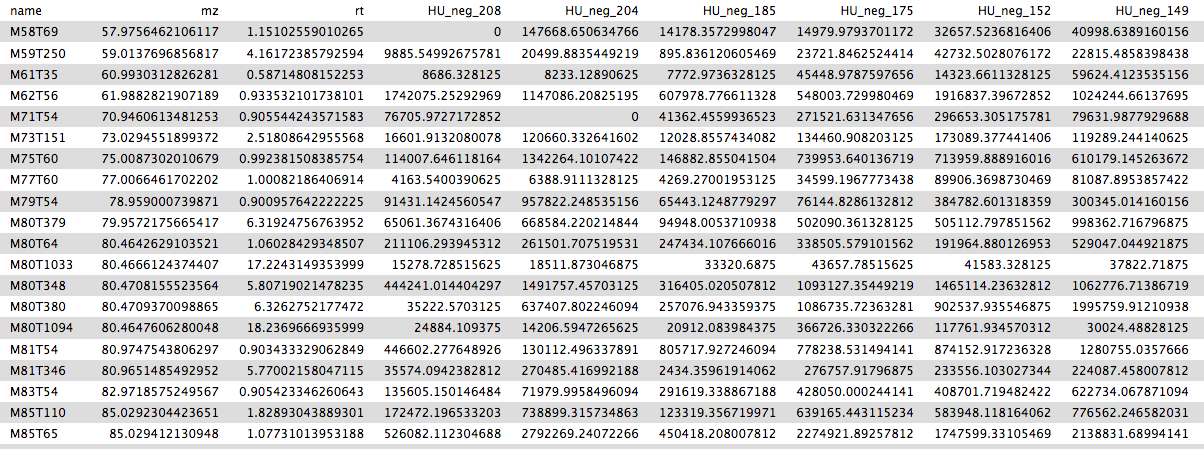 name mz rt HU_neg_208 HU_neg_204 HU_neg_185 HU_neg_175 HU_neg_152 HU_neg_149
M58T69 57.9756462106117 1.15102559010265 0 147668.650634766 14178.3572998047 14979.9793701172 32657.5236816406 40998.6389160156
M59T250 59.0137696856817 4.16172385792594 9885.54992675781 20499.8835449219 895.836120605469 23721.8462524414 42732.5028076172 22815.4858398438
M61T35 60.9930312826281 0.58714808152253 8686.328125 8233.12890625 7772.9736328125 45448.9787597656 14323.6611328125 59624.4123535156
M62T56 61.9882821907189 0.933532101738101 1742075.25292969 1147086.20825195 607978.776611328 548003.729980469 1916837.39672852 1024244.66137695
M71T54 70.9460613481253 0.905544243571583 76705.9727172852 0 41362.4559936523 271521.631347656 296653.305175781 79631.9877929688
M73T151 73.0294551899372 2.51808642955568 16601.9132080078 120660.332641602 12028.8557434082 134460.908203125 173089.377441406 119289.244140625
M75T60 75.0087302010679 0.992381508385754 114007.646118164 1342264.10107422 146882.855041504 739953.640136719 713959.888916016 610179.145263672
M77T60 77.0066461702202 1.00082186406914 4163.5400390625 6388.9111328125 4269.27001953125 34599.1967773438 89906.3698730469 81087.8953857422
M79T54 78.959000739871 0.900957642222225 91431.1424560547 957822.248535156 65443.1248779297 76144.8286132812 384782.601318359 300345.014160156
M80T379 79.9572175665417 6.31924756763952 65061.3674316406 668584.220214844 94948.0053710938 502090.361328125 505112.797851562 998362.716796875
M80T64 80.4642629103521 1.06028429348507 211106.293945312 261501.707519531 247434.107666016 338505.579101562 191964.880126953 529047.044921875
M80T1033 80.4666124374407 17.2243149353999 15278.728515625 18511.873046875 33320.6875 43657.78515625 41583.328125 37822.71875
M80T348 80.4708155523564 5.80719021478235 444241.014404297 1491757.45703125 316405.020507812 1093127.35449219 1465114.23632812 1062776.71386719
M80T380 80.4709370098865 6.3262752177472 35222.5703125 637407.802246094 257076.943359375 1086735.72363281 902537.935546875 1995759.91210938
M80T1094 80.4647606280048 18.2369666935999 24884.109375 14206.5947265625 20912.083984375 366726.330322266 117761.934570312 30024.48828125
M81T54 80.9747543806297 0.903433329062849 446602.277648926 130112.496337891 805717.927246094 778238.531494141 874152.917236328 1280755.0357666
M81T346 80.9651485492952 5.77002158047115 35574.0942382812 270485.416992188 2434.35961914062 276757.91796875 233556.103027344 224087.458007812
M83T54 82.9718575249567 0.905423346260643 135605.150146484 71979.9958496094 291619.338867188 428050.000244141 408701.719482422 622734.067871094
M85T110 85.0292304423651 1.82893043889301 172472.196533203 738899.315734863 123319.356719971 639165.443115234 583948.118164062 776562.246582031
M85T65 85.029412130948 1.07731013953188 526082.112304688 2792269.24072266 450418.208007812 2274921.89257812 1747599.33105469 2138831.68994141